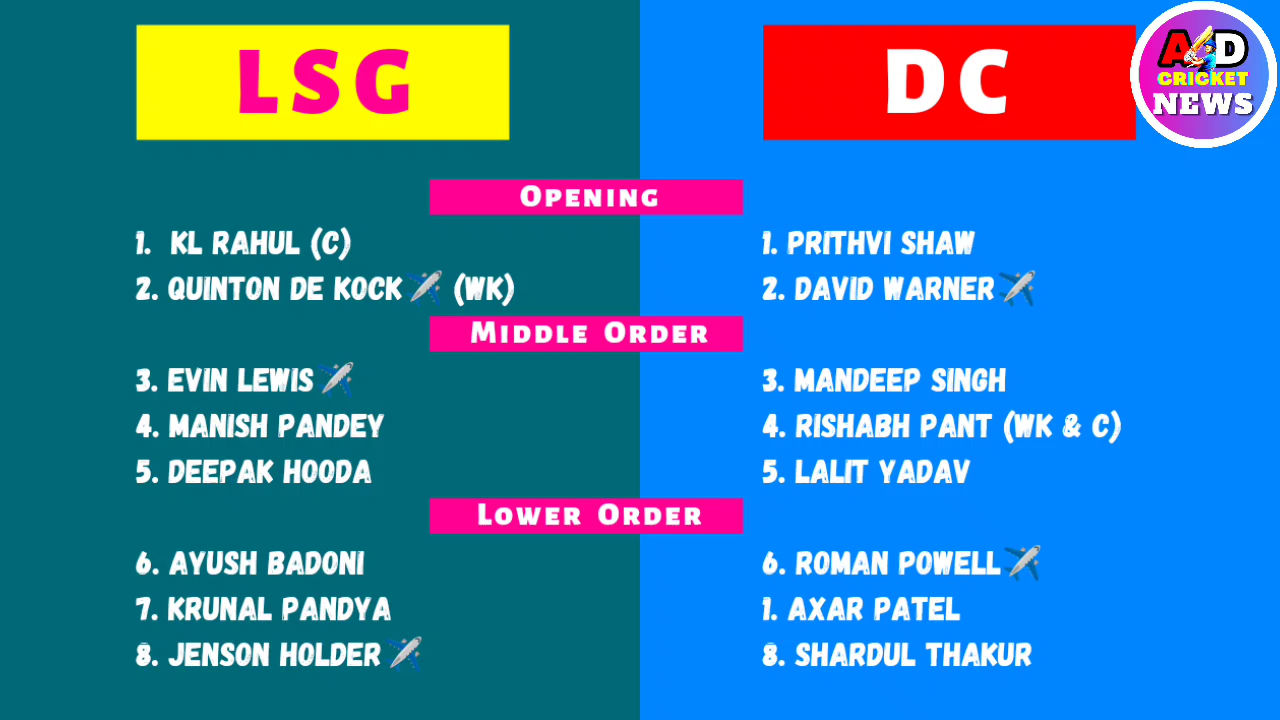 LSG
DC
A D
CRICKET
NEWS
OPENING
1. KL RAHUL (C)
2. QUINTON DE KOCK (WK)
1. PRITHVI SHAW
2. DAVID WARNER
MIDDLE ORDER
3. EVIN LEWIS
4. MANISH PANDEY
5. DEEPAK HOODA
3. MANDEEP SINGH
4. RISHABH PANT (WK & C)
5. LALIT YADAV
LOWER ORDER
6. AYUSH BADONI
7. KRUNAL PANDYA
8. JENSON HOLDER
6. ROMAN POWELL
1. AXAR PATEL
8. SHARDUL THAKUR